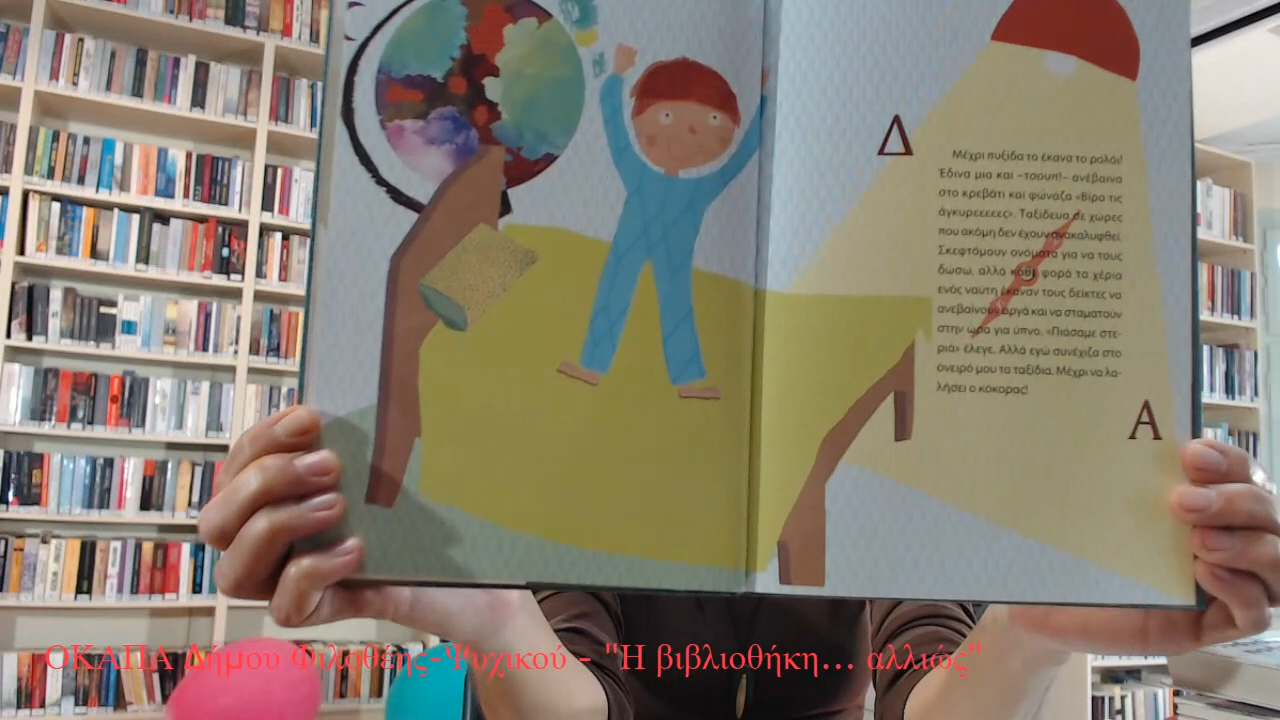 Δ
Μέχρι πυξίδα το έκανα το ρολόι!
Έδινα μια και –τσουπ!– ανέβαινα
στο κρεβάτι και φώναζα «Βίρα τις
άγκυρεεεεες». Ταξίδευα σε χώρες
που ακόμη δεν έχουν ανακαλυφθεί.
Σκεφτόμουν ονόματα για να τους
δώσω, αλλά κάθε φορά τα χέρια
ενός ναύτη έκαναν τους δείκτες να
ανεβαίνουν αργά και να σταματούν
στην ώρα για ύπνο. «Πιάσαμε στε-
ριά» έλεγε. Αλλά εγώ συνέχιζα στο
όνειρό μου τα ταξίδια. Μέχρι να λα-
λήσει ο κόκορας!
Α
ΟΚΑΠΑ Δήμου Φιλοθέης-Ψυχικού - "Η βιβλιοθήκη... αλλιώς"